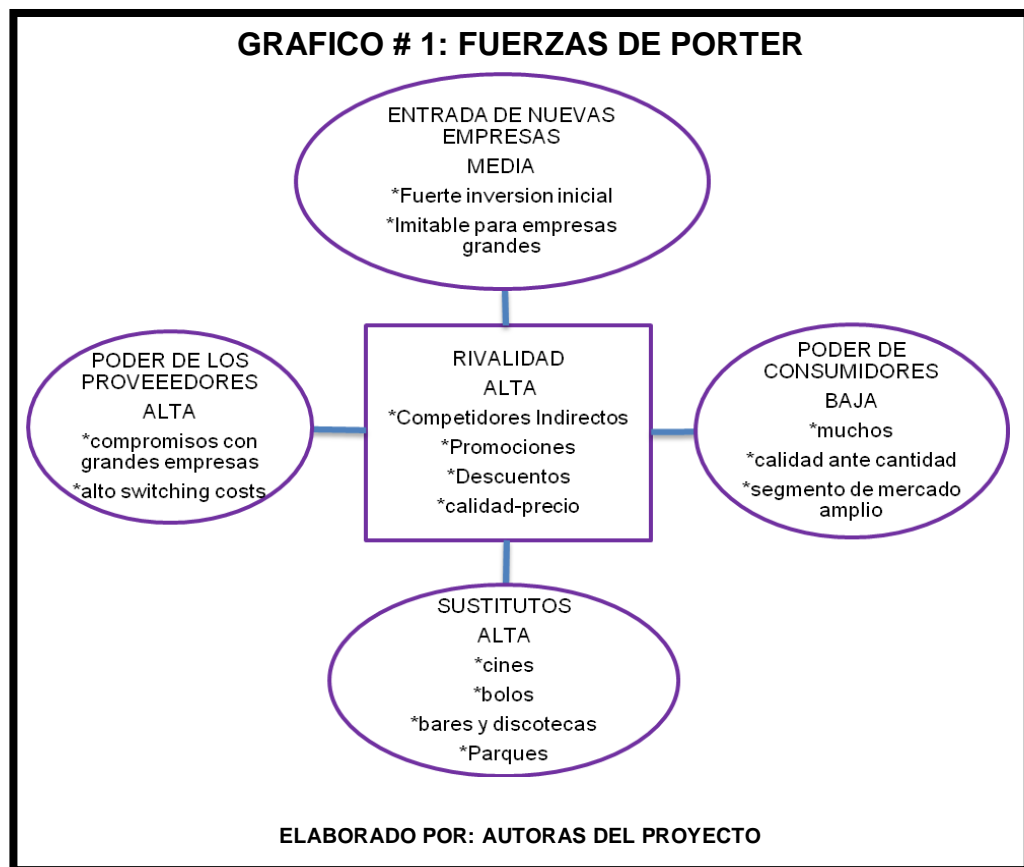 GRAFICO # 1: FUERZAS DE PORTER
ENTRADA DE NUEVAS
EMPRESAS
MEDIA
*Fuerte inversion inicial
*Imitable para empresas
grandes
PODER DE LOS
PROVEEEDORES
ALTA
*compromisos con
grandes empresas
*alto switching costs
RIVALIDAD
ALTA
*Competidores Indirectos
*Promociones
*Descuentos
*calidad-precio
PODER DE
CONSUMIDORES
BAJA
*muchos
*calidad ante cantidad
*segmento de mercado
amplio
SUSTITUTOS
ALTA
*cines
*bolos
*bares y discotecas
*Parques
ELABORADO POR: AUTORAS DEL PROYECTO